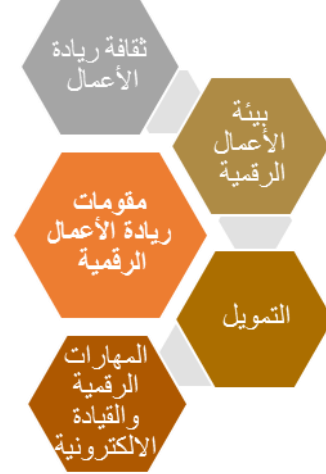 ثقافة ريادة
الأعمال
بيئة
الأعمال
الرقمية
مقومات
ريادة الأعمال
الرقمية
التمويل
المهارات
الرقمية
والقيادة
الالكترونية